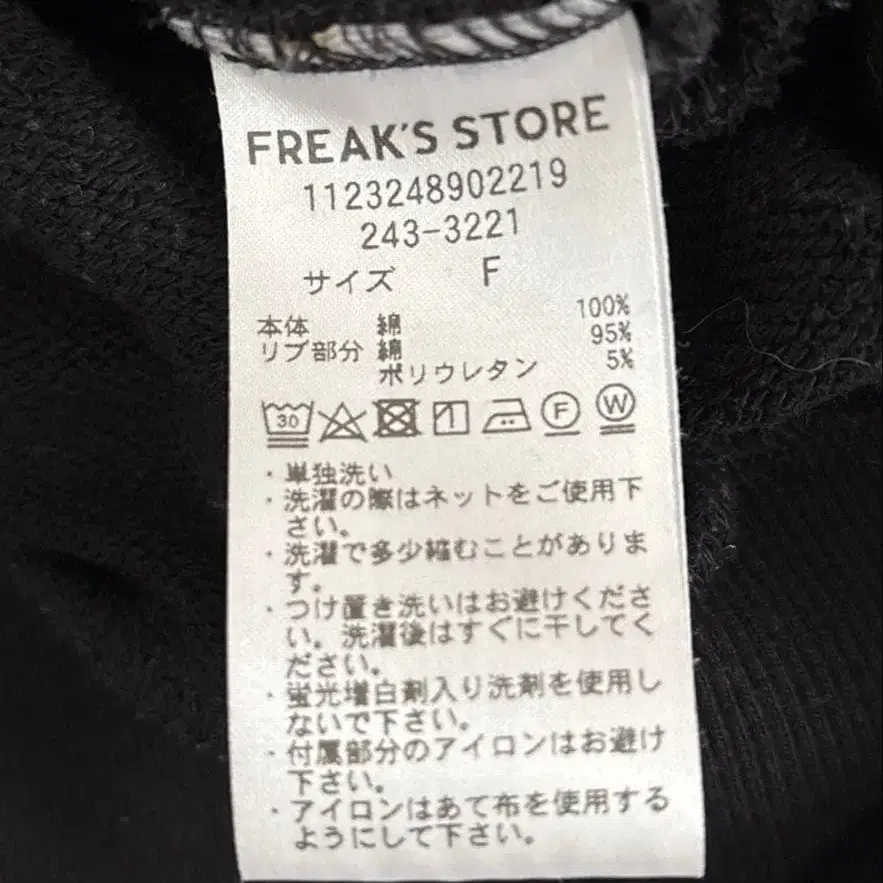 FREAK'S STORE
1123248902219
243-3221
サイズ F
本体 綿 100%
リブ部分 綿 95%
ポリウレタン 5%
30 F W
・単独洗い
・洗濯の際はネットをご使用下
さい。
・洗濯で多少縮むことがありま
す。
・つけ置き洗いはお避けくださ
い。洗濯後はすぐに干してく
ださい。
・蛍光増白剤入り洗剤を使用し
ないで下さい。
・付属部分のアイロンはお避け
下さい。
・アイロンはあて布を使用する
ようにして下さい。